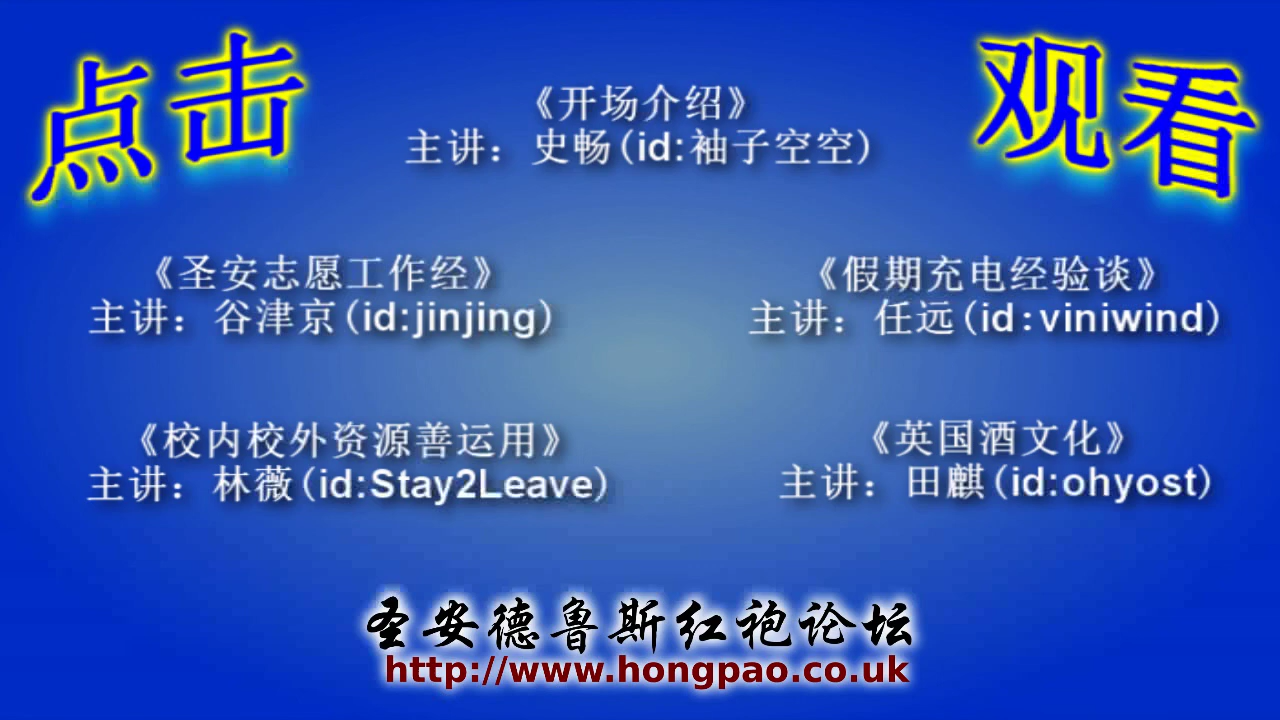 点击
观看
《开场介绍》
主讲：史畅(id:袖子空空)
《圣安志愿工作经》
主讲：谷津京(id:jinjing)
《假期充电经验谈》
主讲：任远(id:viniwind)
《校内校外资源善运用》
主讲：林薇(id:Stay2Leave)
《英国酒文化》
主讲：田麒(id:ohyost)
圣安德鲁斯红袍论坛
http://www.hongpao.co.uk